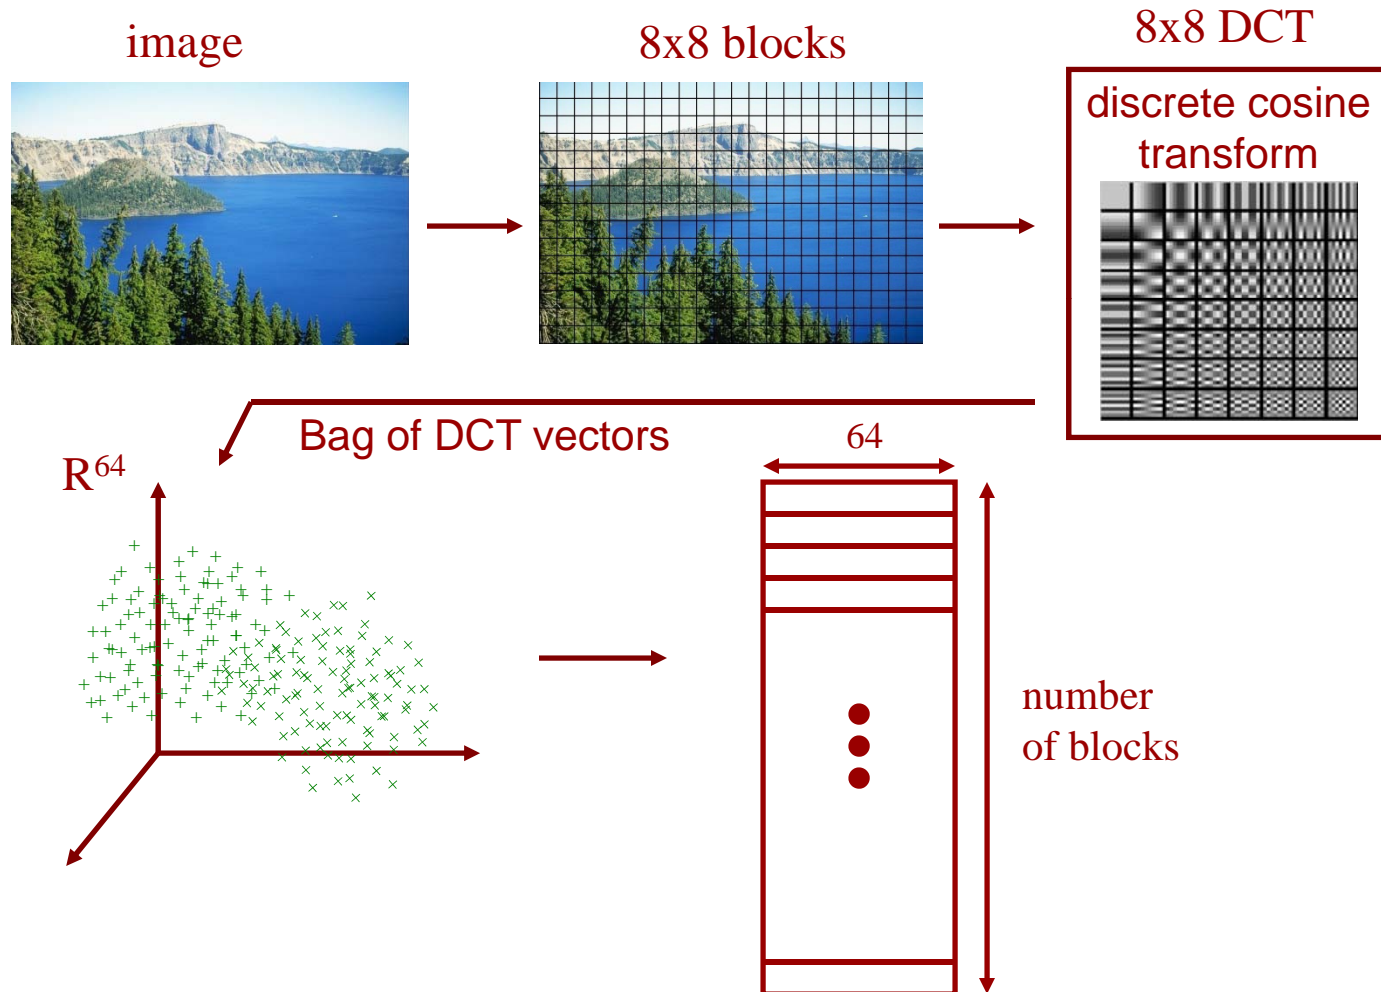 image
8x8 blocks
8x8 DCT
discrete cosine
transform
Bag of DCT vectors
64
R⁶⁴
number
of blocks